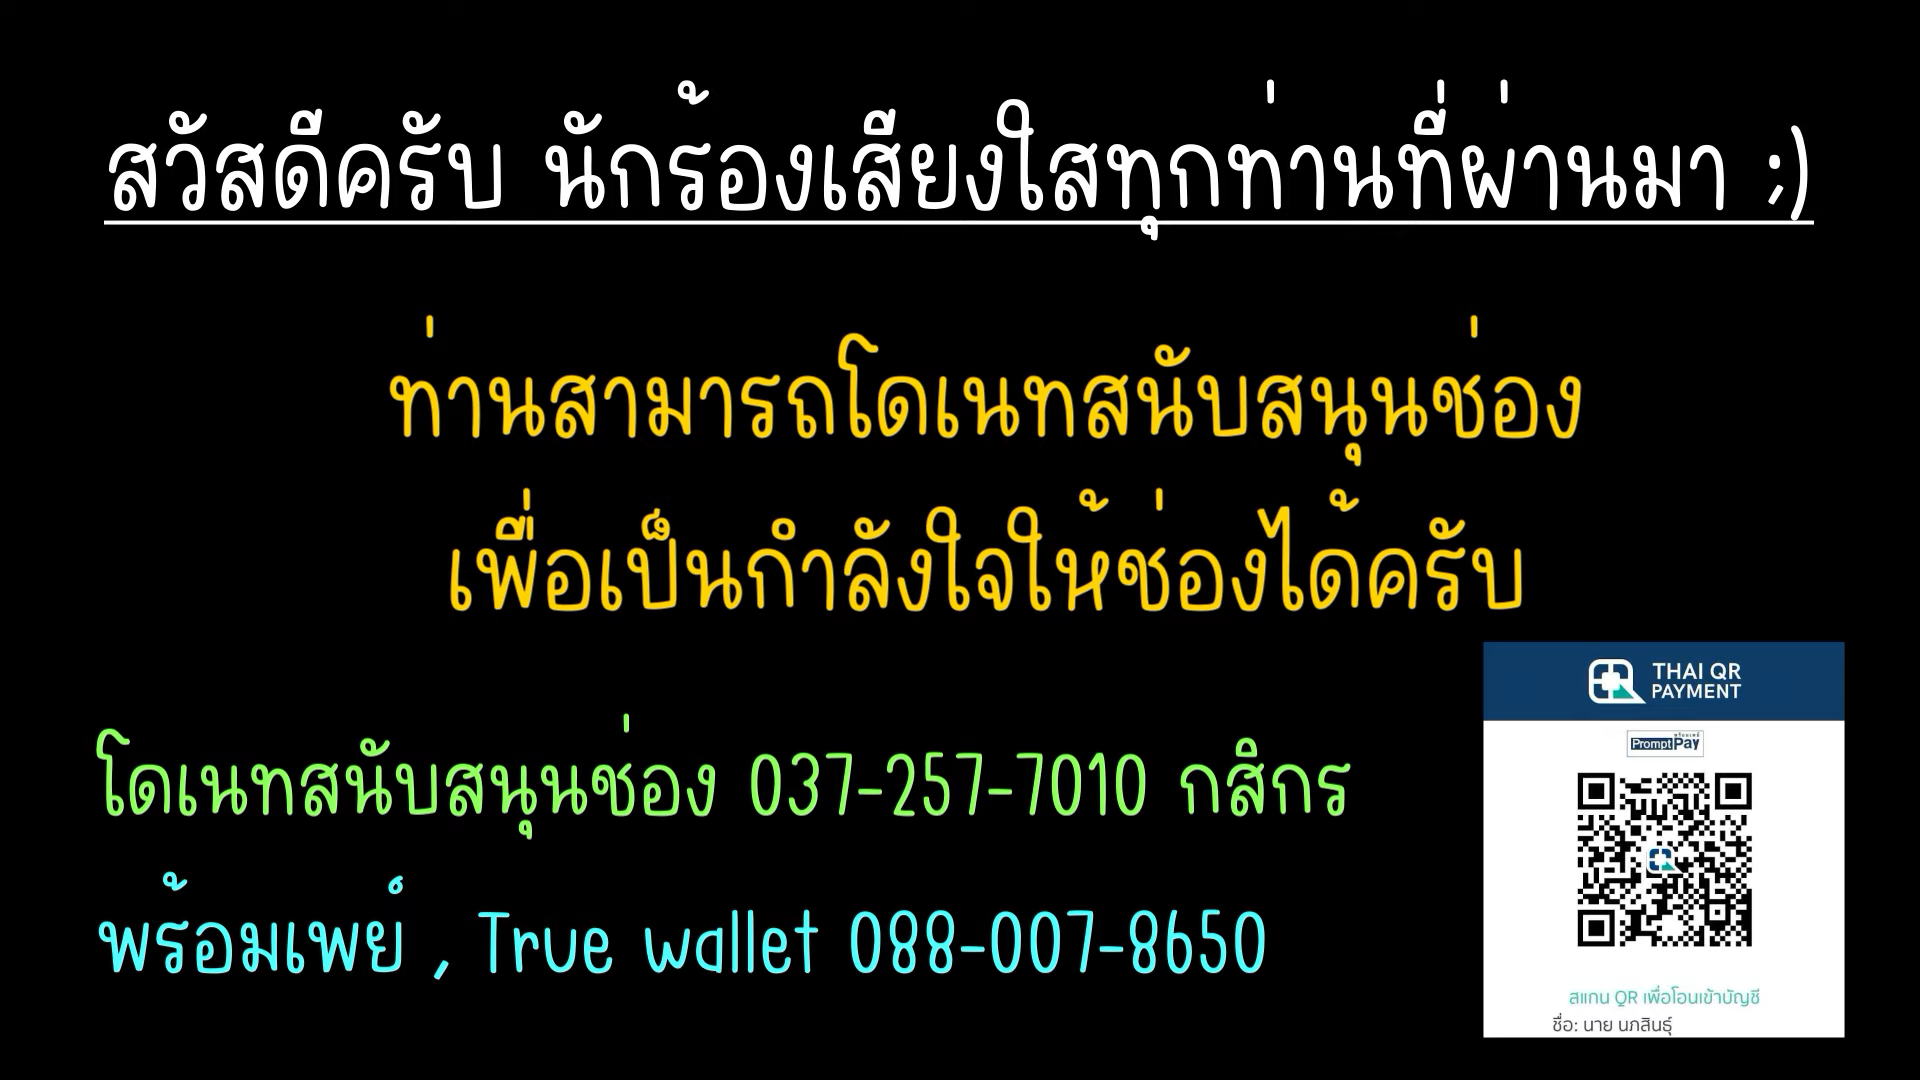 สวัสดีครับ นักร้องเสียงใสทุกท่านที่ผ่านมา ;)
ท่านสามารถโดเนทสนับสนุนช่อง
เพื่อเป็นกำลังใจให้ช่องได้ครับ
โดเนทสนับสนุนช่อง 037-257-7010 กสิกร
พร้อมเพย์ , True wallet 088-007-8650
THAI QR
PAYMENT
พร้อมเพย์
PromptPay
สแกน QR เพื่อโอนเข้าบัญชี
ชื่อ: นาย นภสินธุ์